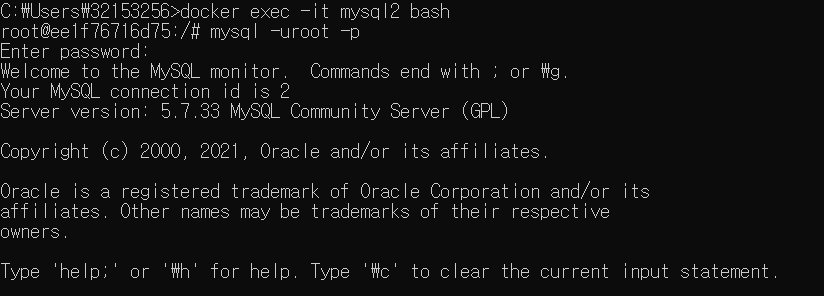 C:₩Users₩32153256>docker exec -it mysql2 bash
root@ee1f76716d75:/# mysql -uroot -p
Enter password:
Welcome to the MySQL monitor.  Commands end with ; or ₩g.
Your MySQL connection id is 2
Server version: 5.7.33 MySQL Community Server (GPL)
Copyright (c) 2000, 2021, Oracle and/or its affiliates.
Oracle is a registered trademark of Oracle Corporation and/or its
affiliates. Other names may be trademarks of their respective
owners.
Type 'help;' or '₩h' for help. Type '₩c' to clear the current input statement.